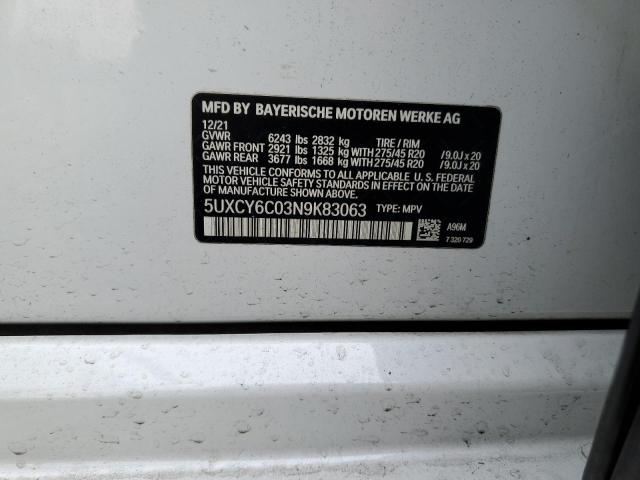 MFD BY BAYERISCHE MOTOREN WERKE AG
12/21
GVWR 6243 lbs 2832 kg TIRE / RIM
GAWR FRONT 2921 lbs 1325 kg WITH 275/45 R20 /9.0J x 20
GAWR REAR 3677 lbs 1668 kg WITH 275/45 R20 /9.0J x 20
THIS VEHICLE CONFORMS TO ALL APPLICABLE U.S. FEDERAL
MOTOR VEHICLE SAFETY STANDARDS IN EFFECT ON THE DATE
OF MANUFACTURE.
5UXCY6C03N9K83063 TYPE: MPV
A96M
7 320 729